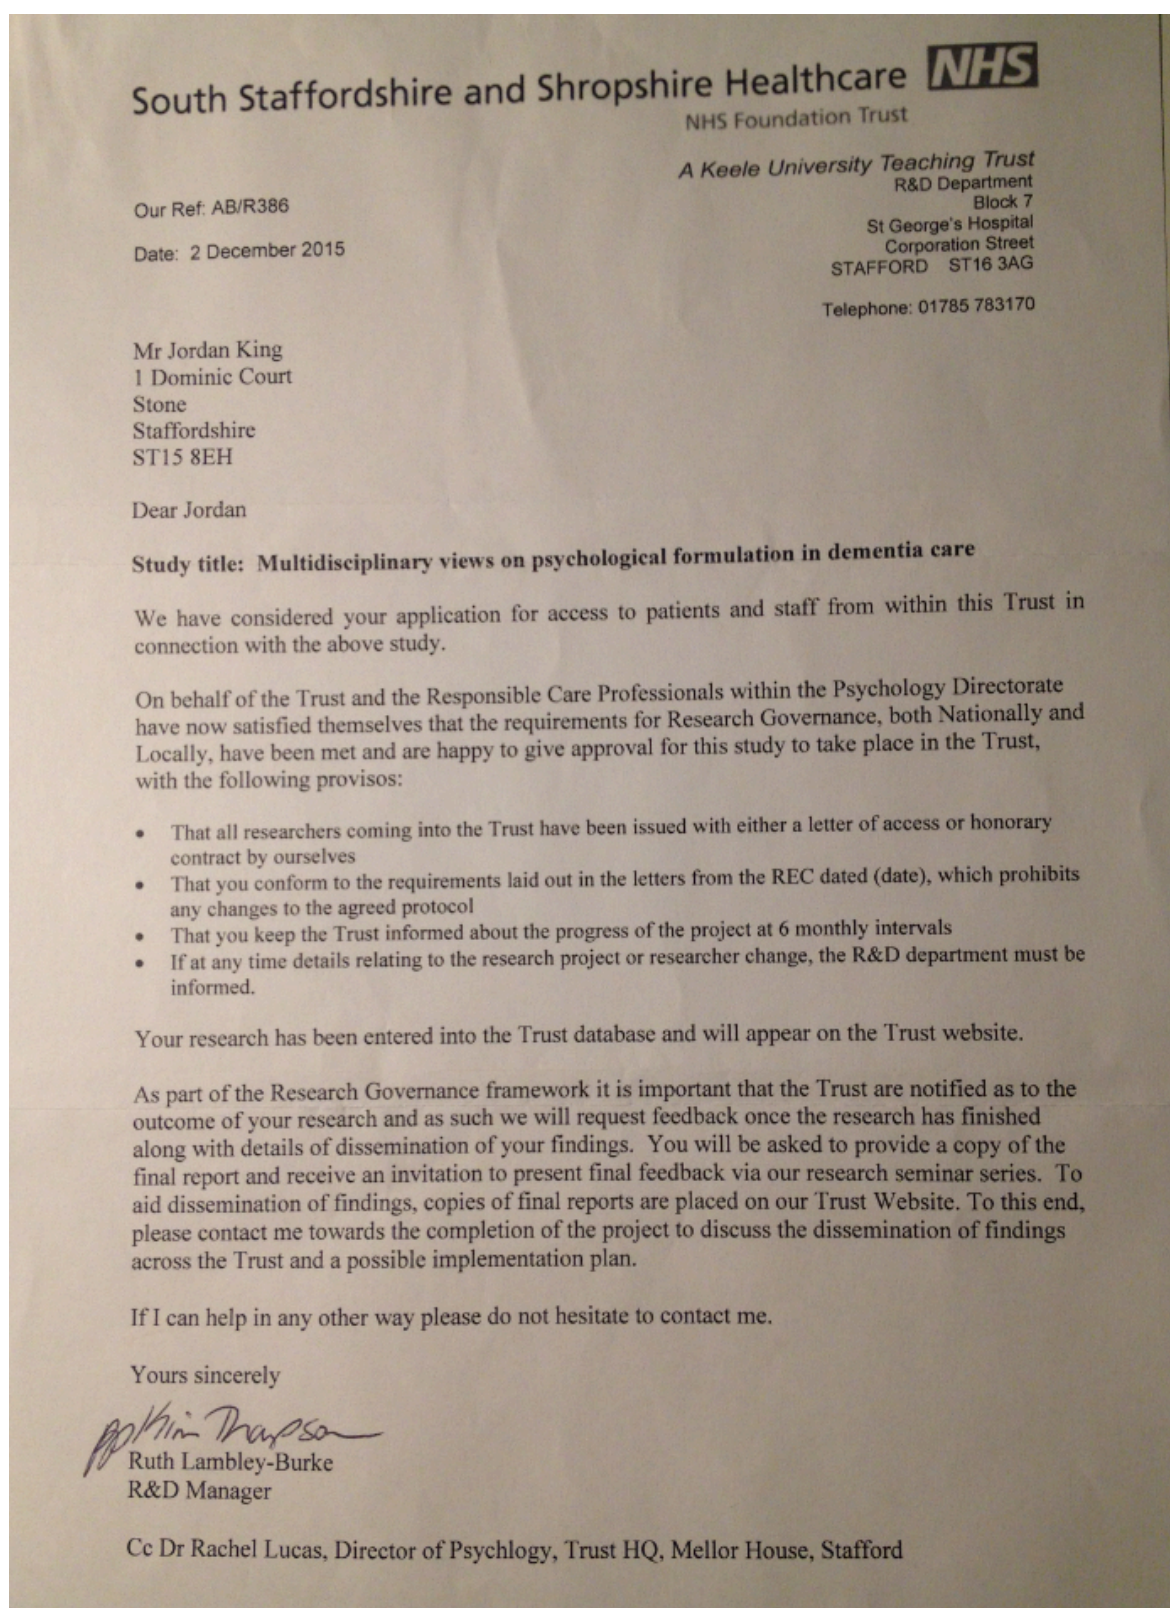 South Staffordshire and Shropshire Healthcare NHS
NHS Foundation Trust
A Keele University Teaching Trust
R&D Department
Block 7
St George's Hospital
Corporation Street
STAFFORD ST16 3AG
Telephone: 01785 783170
Our Ref: AB/R386
Date: 2 December 2015
Mr Jordan King
1 Dominic Court
Stone
Staffordshire
ST15 8EH
Dear Jordan
Study title: Multidisciplinary views on psychological formulation in dementia care
We have considered your application for access to patients and staff from within this Trust in
connection with the above study.
On behalf of the Trust and the Responsible Care Professionals within the Psychology Directorate
have now satisfied themselves that the requirements for Research Governance, both Nationally and
Locally, have been met and are happy to give approval for this study to take place in the Trust,
with the following provisos:
• That all researchers coming into the Trust have been issued with either a letter of access or honorary
contract by ourselves
• That you conform to the requirements laid out in the letters from the REC dated (date), which prohibits
any changes to the agreed protocol
• That you keep the Trust informed about the progress of the project at 6 monthly intervals
• If at any time details relating to the research project or researcher change, the R&D department must be
informed.
Your research has been entered into the Trust database and will appear on the Trust website.
As part of the Research Governance framework it is important that the Trust are notified as to the
outcome of your research and as such we will request feedback once the research has finished
along with details of dissemination of your findings. You will be asked to provide a copy of the
final report and receive an invitation to present final feedback via our research seminar series. To
aid dissemination of findings, copies of final reports are placed on our Trust Website. To this end,
please contact me towards the completion of the project to discuss the dissemination of findings
across the Trust and a possible implementation plan.
If I can help in any other way please do not hesitate to contact me.
Yours sincerely
pp Kim
Ruth Lambley-Burke
R&D Manager
Cc Dr Rachel Lucas, Director of Psychlogy, Trust HQ, Mellor House, Stafford